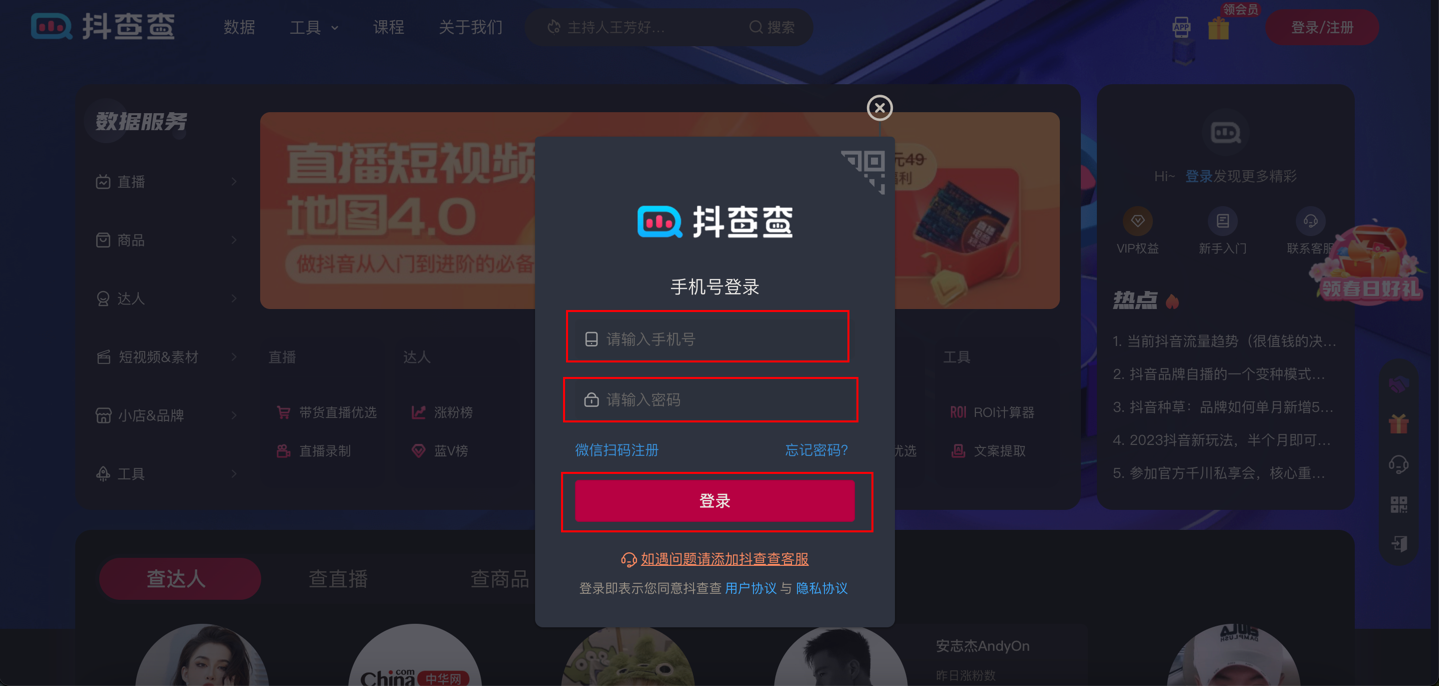 抖查查
数据
工具
课程
关于我们
主持人王芳好...
搜索
APP
领会员
登录/注册
数据服务
直播
商品
达人
短视频&素材
小店&品牌
工具
直播短视频
地图4.0
做抖音从入门到进阶的必备
元49
福利
抖查查
手机号登录
请输入手机号
请输入密码
微信扫码注册
忘记密码?
登录
如遇问题请添加抖查查客服
登录即表示您同意抖查查 用户协议 与 隐私协议
直播
带货直播优选
直播录制
达人
涨粉榜
蓝V榜
优选
工具
ROI
ROI计算器
文案提取
Hi~ 登录发现更多精彩
VIP权益
新手入门
联系客服
领春日好礼
热点
1. 当前抖音流量趋势（很值钱的决...
2. 抖音品牌自播的一个变种模式...
3. 抖音种草：品牌如何单月新增5...
4. 2023抖音新玩法，半个月即可...
5. 参加官方千川私享会，核心重...
查达人
查直播
查商品
China.com
中华网
安志杰AndyOn
昨日涨粉数